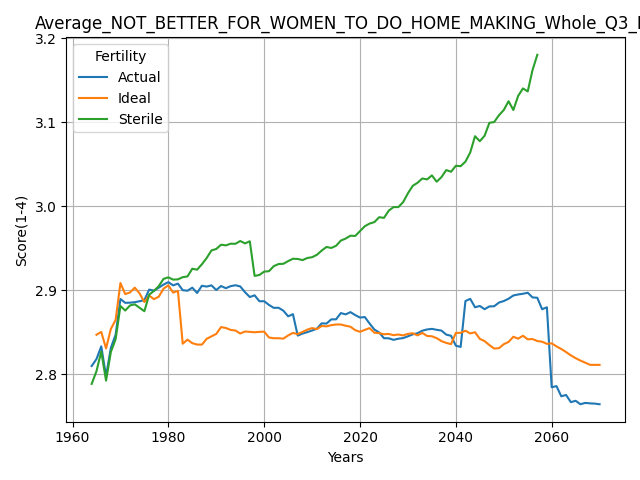 Average_NOT_BETTER_FOR_WOMEN_TO_DO_HOME_MAKING_Whole_Q3_
Fertility
Actual
Ideal
Sterile
Score(1-4)
3.2
3.1
3.0
2.9
2.8
1960 1980 2000 2020 2040 2060
Years